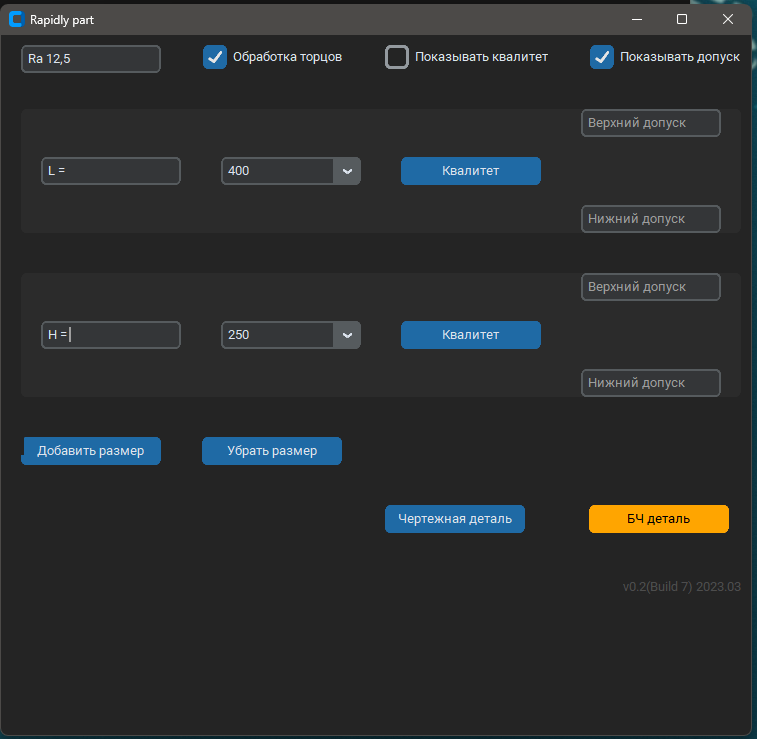 Rapidly part
Ra 12,5
Обработка торцов
Показывать квалитет
Показывать допуск
Верхний допуск
L =
400
Квалитет
Нижний допуск
Верхний допуск
H =
250
Квалитет
Нижний допуск
Добавить размер
Убрать размер
Чертежная деталь
БЧ деталь
v0.2(Build 7) 2023.03